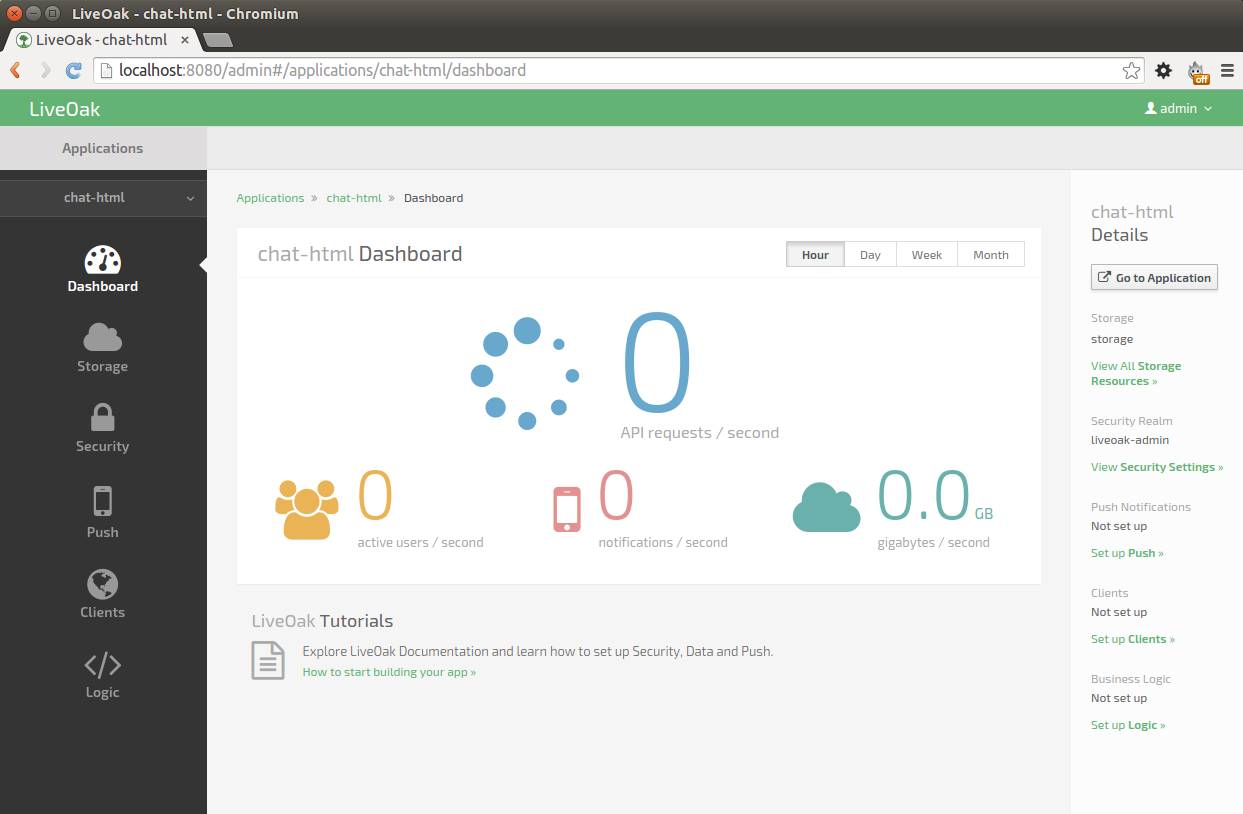 LiveOak - chat-html - Chromium
LiveOak - chat-html
localhost:8080/admin#/applications/chat-html/dashboard
off
LiveOak
admin
Applications
chat-html
Dashboard
Storage
Security
Push
Clients
Logic
Applications » chat-html » Dashboard
chat-html Dashboard
Hour Day Week Month
0
API requests / second
0
active users / second
0
notifications / second
0.0 GB
gigabytes / second
LiveOak Tutorials
Explore LiveOak Documentation and learn how to set up Security, Data and Push.
How to start building your app »
chat-html
Details
Go to Application
Storage
storage
View All Storage
Resources »
Security Realm
liveoak-admin
View Security Settings »
Push Notifications
Not set up
Set up Push »
Clients
Not set up
Set up Clients »
Business Logic
Not set up
Set up Logic »